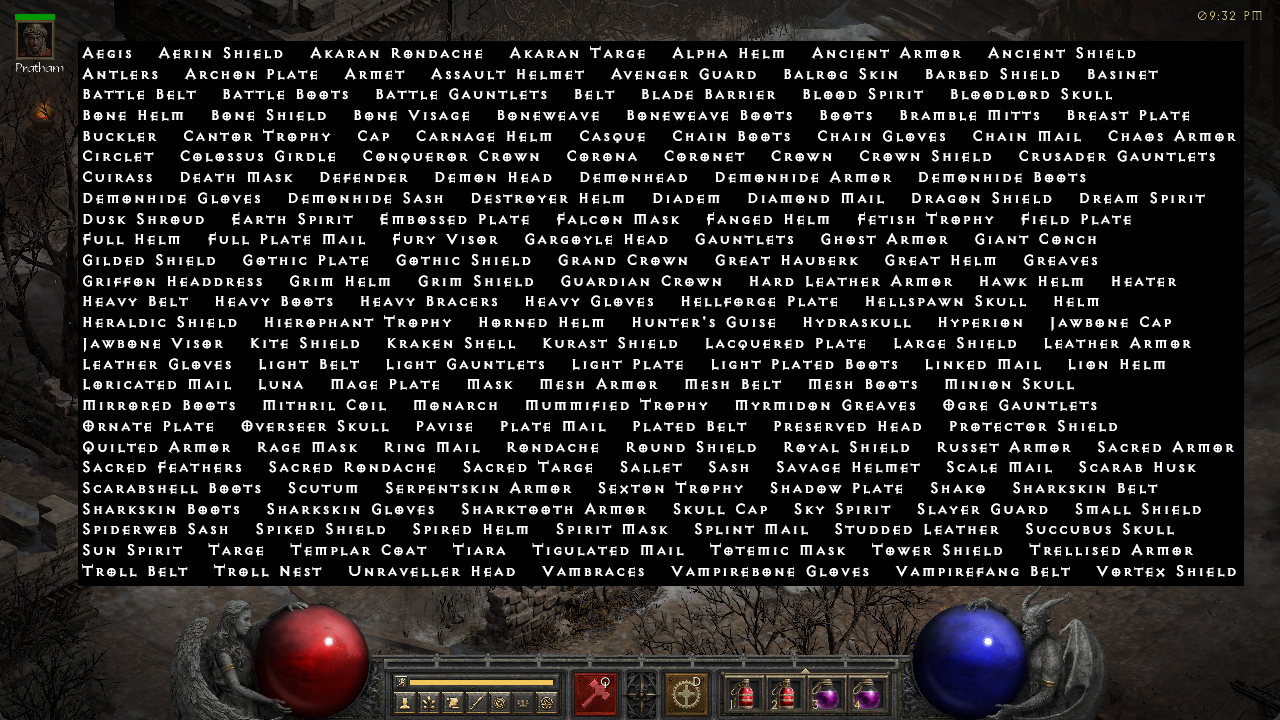 09:32 PM
Pratham
Aegis Aerin Shield Akaran Rondache Akaran Targe Alpha Helm Ancient Armor Ancient Shield
Antlers Archon Plate Armet Assault Helmet Avenger Guard Balrog Skin Barbed Shield Basinet
Battle Belt Battle Boots Battle Gauntlets Belt Blade Barrier Blood Spirit Bloodlord Skull
Bone Helm Bone Shield Bone Visage Boneweave Boneweave Boots Boots Bramble Mitts Breast Plate
Buckler Cantor Trophy Cap Carnage Helm Casque Chain Boots Chain Gloves Chain Mail Chaos Armor
Circlet Colossus Girdle Conqueror Crown Corona Coronet Crown Crown Shield Crusader Gauntlets
Cuirass Death Mask Defender Demon Head Demonhead Demonhide Armor Demonhide Boots
Demonhide Gloves Demonhide Sash Destroyer Helm Diadem Diamond Mail Dragon Shield Dream Spirit
Dusk Shroud Earth Spirit Embossed Plate Falcon Mask Fanged Helm Fetish Trophy Field Plate
Full Helm Full Plate Mail Fury Visor Gargoyle Head Gauntlets Ghost Armor Giant Conch
Gilded Shield Gothic Plate Gothic Shield Grand Crown Great Hauberk Great Helm Greaves
Griffon Headdress Grim Helm Grim Shield Guardian Crown Hard Leather Armor Hawk Helm Heater
Heavy Belt Heavy Boots Heavy Bracers Heavy Gloves Hellforge Plate Hellspawn Skull Helm
Heraldic Shield Hierophant Trophy Horned Helm Hunter's Guise Hydraskull Hyperion Jawbone Cap
Jawbone Visor Kite Shield Kraken Shell Kurast Shield Lacquered Plate Large Shield Leather Armor
Leather Gloves Light Belt Light Gauntlets Light Plate Light Plated Boots Linked Mail Lion Helm
Loricated Mail Luna Mage Plate Mask Mesh Armor Mesh Belt Mesh Boots Minion Skull
Mirrored Boots Mithril Coil Monarch Mummified Trophy Myrmidon Greaves Ogre Gauntlets
Ornate Plate Overseer Skull Pavise Plate Mail Plated Belt Preserved Head Protector Shield
Quilted Armor Rage Mask Ring Mail Rondache Round Shield Royal Shield Russet Armor Sacred Armor
Sacred Feathers Sacred Rondache Sacred Targe Sallet Sash Savage Helmet Scale Mail Scarab Husk
Scarabshell Boots Scutum Serpentskin Armor Sexton Trophy Shadow Plate Shako Sharkskin Belt
Sharkskin Boots Sharkskin Gloves Sharktooth Armor Skull Cap Sky Spirit Slayer Guard Small Shield
Spiderweb Sash Spiked Shield Spired Helm Spirit Mask Splint Mail Studded Leather Succubus Skull
Sun Spirit Targe Templar Coat Tiara Tigulated Mail Totemic Mask Tower Shield Trellised Armor
Troll Belt Troll Nest Unraveller Head Vambraces Vampirebone Gloves Vampirefang Belt Vortex Shield
Q D 1 2 3 4